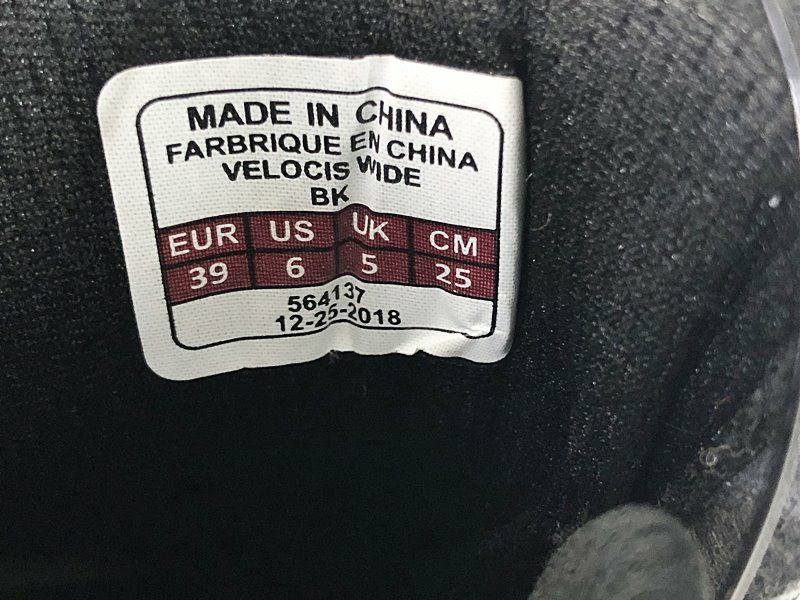 MADE IN CHINA
FARBRIQUE EN CHINA
VELOCIS WIDE
BK
EUR US UK CM
39 6 5 25
564137
12-25-2018